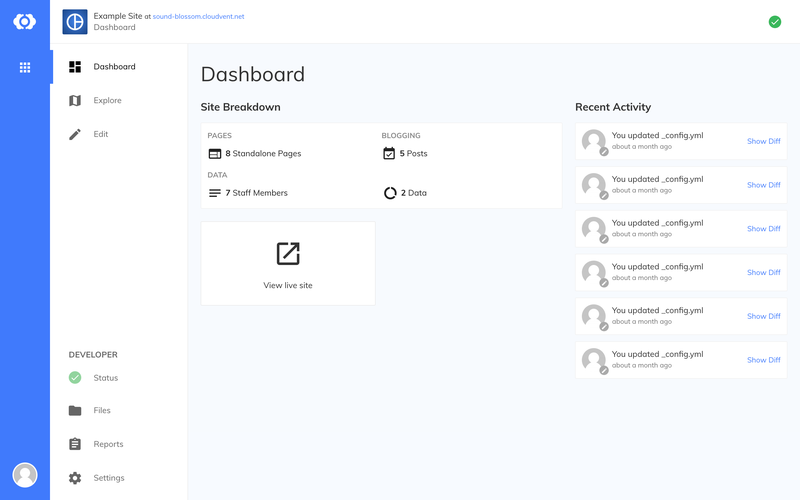 Example Site at sound-blossom.cloudvent.net
Dashboard
Dashboard
Explore
Edit
DEVELOPER
Status
Files
Reports
Settings
Dashboard
Site Breakdown
PAGES
8 Standalone Pages
BLOGGING
5 Posts
DATA
7 Staff Members
2 Data
View live site
Recent Activity
You updated _config.yml
about a month ago
Show Diff
You updated _config.yml
about a month ago
Show Diff
You updated _config.yml
about a month ago
Show Diff
You updated _config.yml
about a month ago
Show Diff
You updated _config.yml
about a month ago
Show Diff
You updated _config.yml
about a month ago
Show Diff